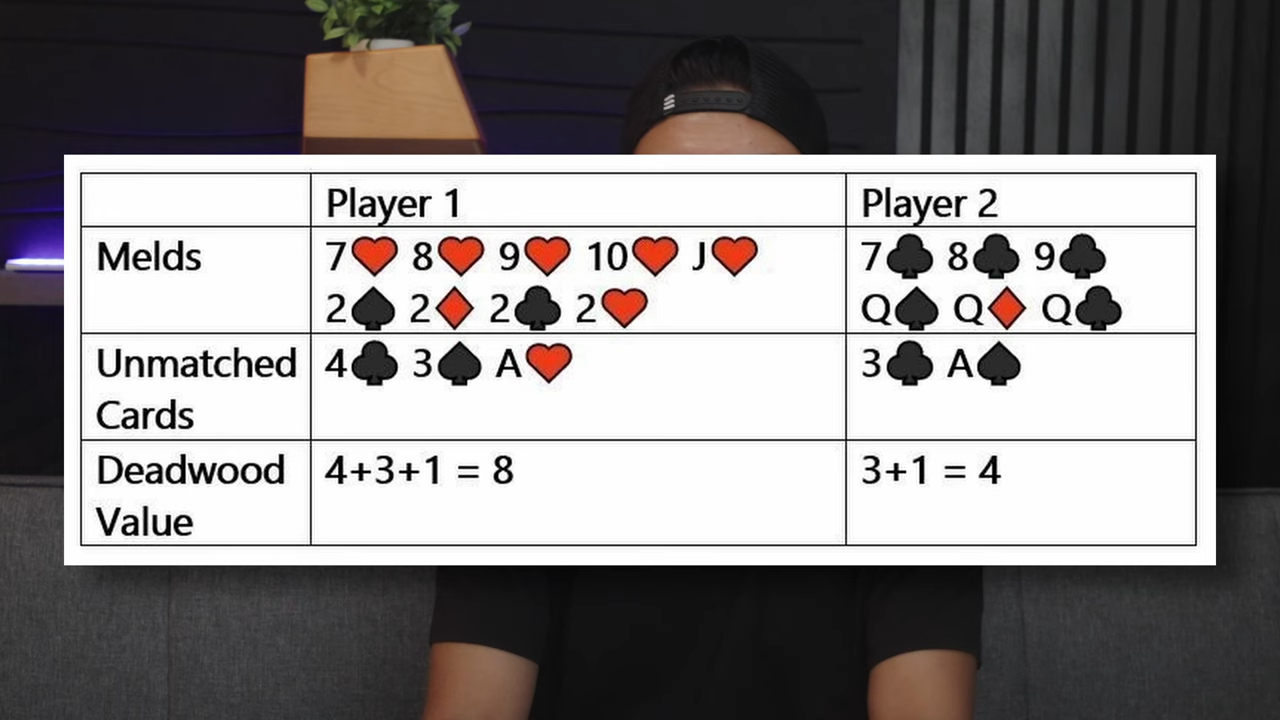 Player 1 Player 2
Melds 7♥ 8♥ 9♥ 10♥ J♥ 7♣ 8♣ 9♣
2♠ 2♦ 2♣ 2♥ Q♠ Q♦ Q♣
Unmatched 4♣ 3♠ A♥ 3♣ A♠
Cards
Deadwood 4+3+1 = 8 3+1 = 4
Value